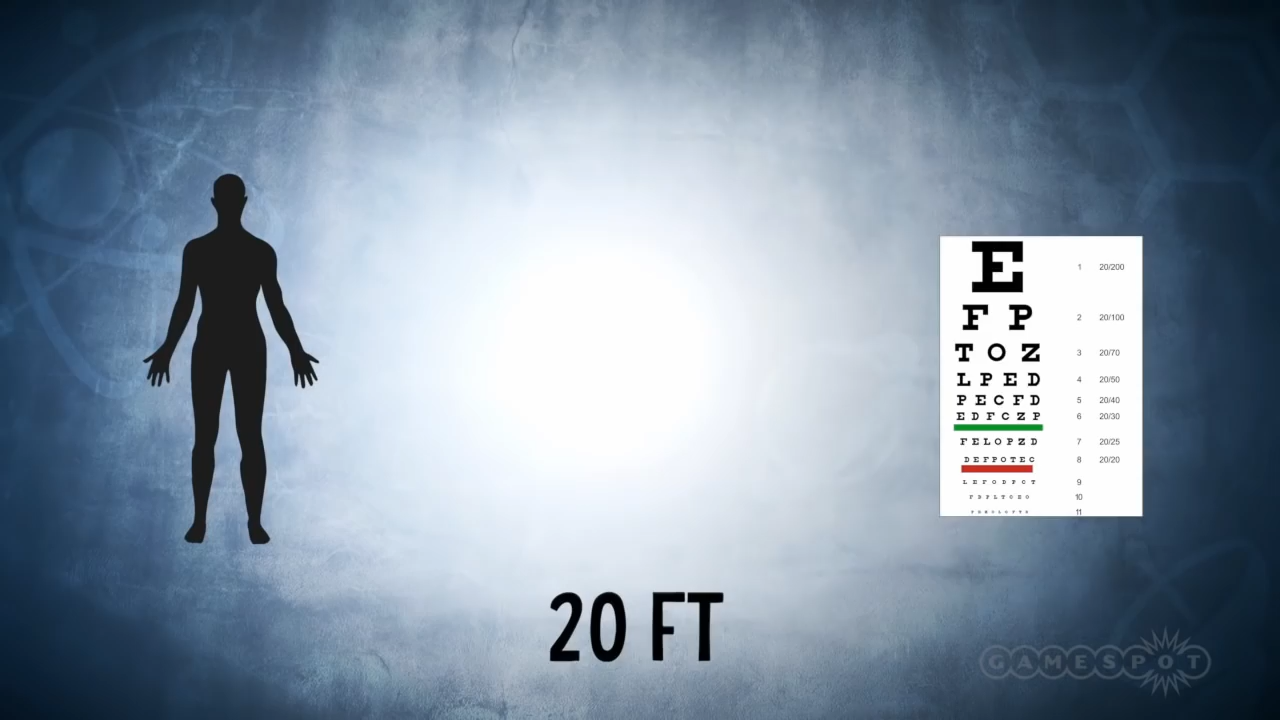 E 1 20/200
F P 2 20/100
T O Z 3 20/70
L P E D 4 20/50
P E C F D 5 20/40
E D F C Z P 6 20/30
F E L O P Z D 7 20/25
D E F P O T E C 8 20/20
L E F O D P C T 9
F D P L T C E O 10
11
20 FT
GAMESPOT